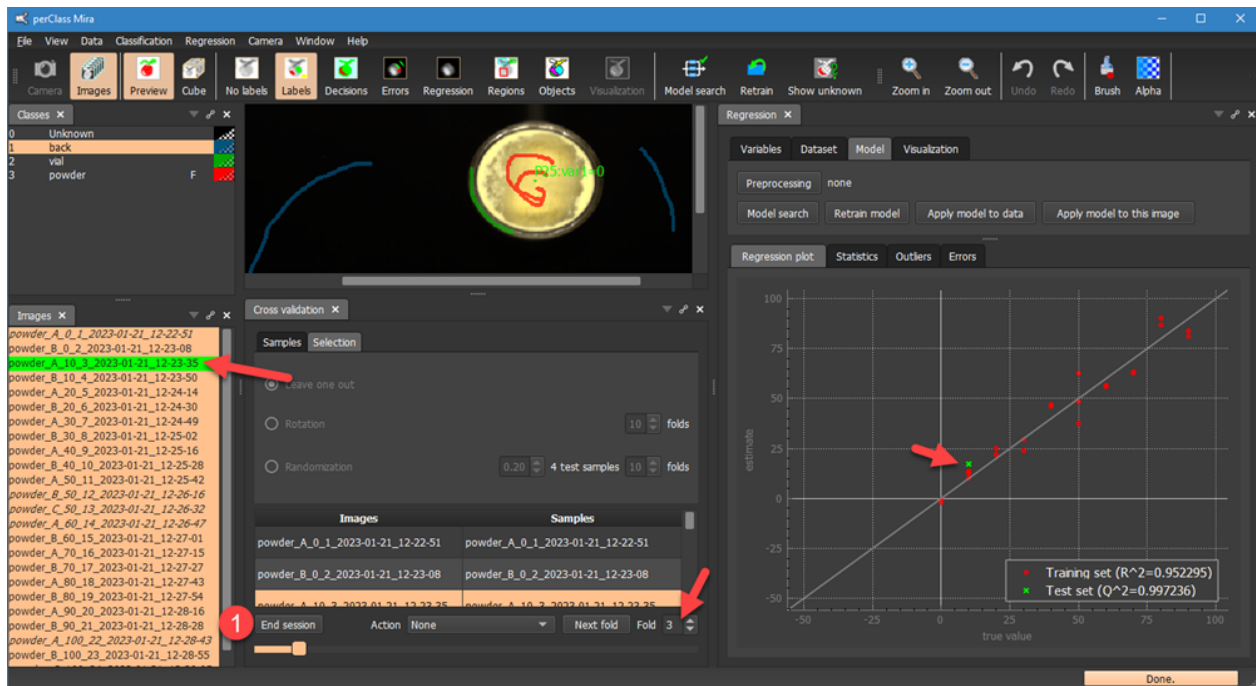 perClass Mira
File View Data Classification Regression Camera Window Help
Camera Images Preview Cube No labels Labels Decisions Errors Regression Regions Objects Visualization Model search Retrain Show unknown Zoom in Zoom out Undo Redo Brush Alpha
Classes
0 Unknown
1 back
2 vial
3 powder F
P25:var1=0
Images
powder_A_0_1_2023-01-21_12-22-51
powder_B_0_2_2023-01-21_12-23-08
powder_A_10_3_2023-01-21_12-23-35
powder_B_10_4_2023-01-21_12-23-50
powder_A_20_5_2023-01-21_12-24-14
powder_B_20_6_2023-01-21_12-24-30
powder_A_30_7_2023-01-21_12-24-49
powder_B_30_8_2023-01-21_12-25-02
powder_A_40_9_2023-01-21_12-25-16
powder_B_40_10_2023-01-21_12-25-28
powder_A_50_11_2023-01-21_12-25-42
powder_B_50_12_2023-01-21_12-26-16
powder_C_50_13_2023-01-21_12-26-32
powder_A_60_14_2023-01-21_12-26-47
powder_B_60_15_2023-01-21_12-27-01
powder_A_70_16_2023-01-21_12-27-15
powder_B_70_17_2023-01-21_12-27-27
powder_A_80_18_2023-01-21_12-27-43
powder_B_80_19_2023-01-21_12-27-54
powder_A_90_20_2023-01-21_12-28-16
powder_B_90_21_2023-01-21_12-28-28
powder_A_100_22_2023-01-21_12-28-43
powder_B_100_23_2023-01-21_12-28-55
Cross validation
Samples Selection
Leave one out
Rotation 10 folds
Randomization 0.20 4 test samples 10 folds
Images Samples
powder_A_0_1_2023-01-21_12-22-51 powder_A_0_1_2023-01-21_12-22-51
powder_B_0_2_2023-01-21_12-23-08 powder_B_0_2_2023-01-21_12-23-08
powder_A_10_3_2023-01-21_12-23-35 powder_A_10_3_2023-01-21_12-23-35
1 End session Action None Next fold Fold 3
Regression
Variables Dataset Model Visualization
Preprocessing none
Model search Retrain model Apply model to data Apply model to this image
Regression plot Statistics Outliers Errors
100
75
50
25
0
-25
-50
estimate
Training set (R^2=0.952295)
Test set (Q^2=0.997236)
-50 -25 0 25 50 75 100
true value
Done.